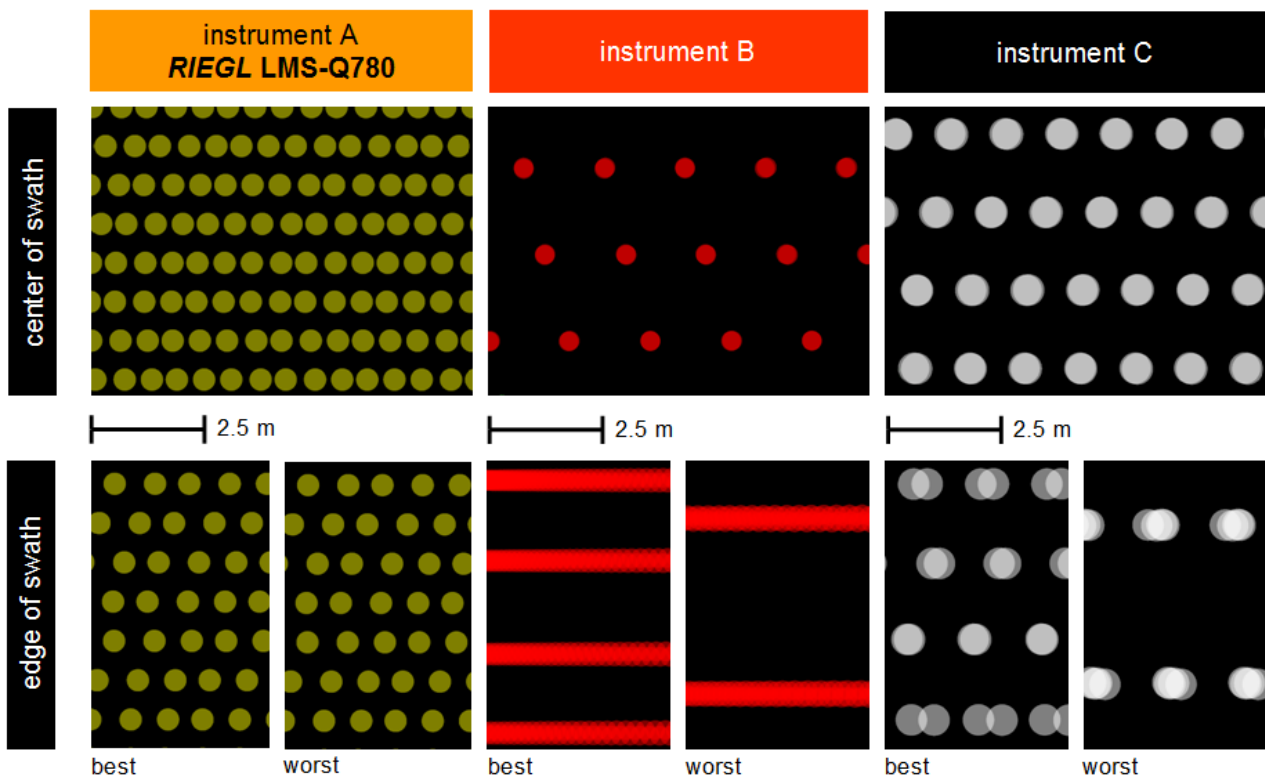 instrument A
RIEGL LMS-Q780
instrument B
instrument C
center of swath
2.5 m
2.5 m
2.5 m
edge of swath
best
worst
best
worst
best
worst